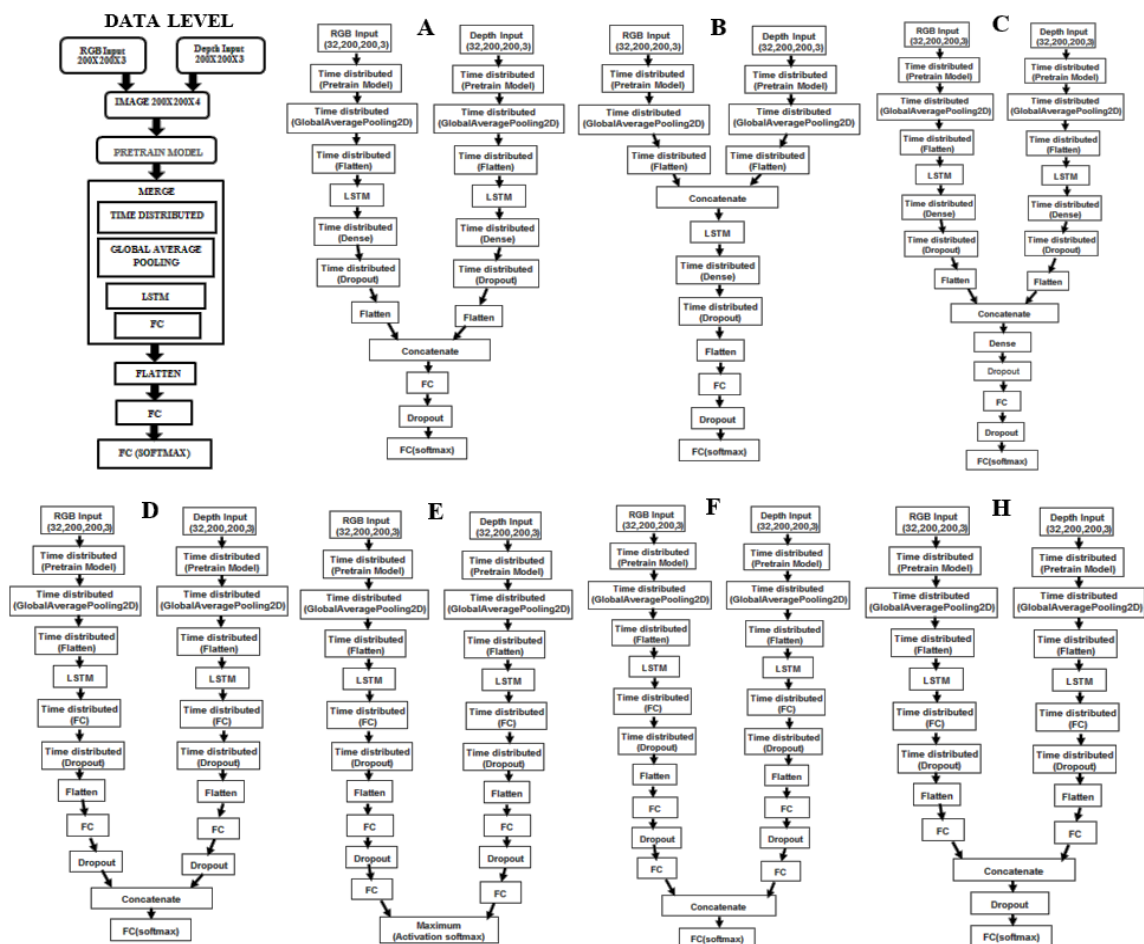 DATA LEVEL
RGB Input
200X200X3
Depth Input
200X200X3
IMAGE 200X200X4
PRETRAIN MODEL
MERGE
TIME DISTRIBUTED
GLOBAL AVERAGE
POOLING
LSTM
FC
FLATTEN
FC
FC (SOFTMAX)
A
RGB Input
(32,200,200,3)
Time distributed
(Pretrain Model)
Time distributed
(GlobalAveragePooling2D)
Time distributed
(Flatten)
LSTM
Time distributed
(Dense)
Time distributed
(Dropout)
Flatten
Depth Input
(32,200,200,3)
Time distributed
(Pretrain Model)
Time distributed
(GlobalAveragePooling2D)
Time distributed
(Flatten)
LSTM
Time distributed
(Dense)
Time distributed
(Dropout)
Flatten
Concatenate
FC
Dropout
FC(softmax)
B
RGB Input
(32,200,200,3)
Time distributed
(Pretrain Model)
Time distributed
(GlobalAveragePooling2D)
Time distributed
(Flatten)
Depth Input
(32,200,200,3)
Time distributed
(Pretrain Model)
Time distributed
(GlobalAveragePooling2D)
Time distributed
(Flatten)
Concatenate
LSTM
Time distributed
(Dense)
Time distributed
(Dropout)
Flatten
FC
Dropout
FC(softmax)
C
RGB Input
(32,200,200,3)
Time distributed
(Pretrain Model)
Time distributed
(GlobalAveragePooling2D)
Time distributed
(Flatten)
LSTM
Time distributed
(Dense)
Time distributed
(Dropout)
Flatten
Depth Input
(32,200,200,3)
Time distributed
(Pretrain Model)
Time distributed
(GlobalAveragePooling2D)
Time distributed
(Flatten)
LSTM
Time distributed
(Dense)
Time distributed
(Dropout)
Flatten
Concatenate
Dense
Dropout
FC
Dropout
FC(softmax)
D
RGB Input
(32,200,200,3)
Time distributed
(Pretrain Model)
Time distributed
(GlobalAveragePooling2D)
Time distributed
(Flatten)
LSTM
Time distributed
(FC)
Time distributed
(Dropout)
Flatten
FC
Dropout
Depth Input
(32,200,200,3)
Time distributed
(Pretrain Model)
Time distributed
(GlobalAveragePooling2D)
Time distributed
(Flatten)
LSTM
Time distributed
(FC)
Time distributed
(Dropout)
Flatten
FC
Dropout
Concatenate
FC(softmax)
E
RGB Input
(32,200,200,3)
Time distributed
(Pretrain Model)
Time distributed
(GlobalAveragePooling2D)
Time distributed
(Flatten)
LSTM
Time distributed
(FC)
Time distributed
(Dropout)
Flatten
FC
Dropout
FC
Depth Input
(32,200,200,3)
Time distributed
(Pretrain Model)
Time distributed
(GlobalAveragePooling2D)
Time distributed
(Flatten)
LSTM
Time distributed
(FC)
Time distributed
(Dropout)
Flatten
FC
Dropout
FC
Maximum
(Activation softmax)
F
RGB Input
(32,200,200,3)
Time distributed
(Pretrain Model)
Time distributed
(GlobalAveragePooling2D)
Time distributed
(Flatten)
LSTM
Time distributed
(FC)
Time distributed
(Dropout)
Flatten
FC
Dropout
FC
Depth Input
(32,200,200,3)
Time distributed
(Pretrain Model)
Time distributed
(GlobalAveragePooling2D)
Time distributed
(Flatten)
LSTM
Time distributed
(FC)
Time distributed
(Dropout)
Flatten
FC
Dropout
FC
Concatenate
FC(softmax)
H
RGB Input
(32,200,200,3)
Time distributed
(Pretrain Model)
Time distributed
(GlobalAveragePooling2D)
Time distributed
(Flatten)
LSTM
Time distributed
(FC)
Time distributed
(Dropout)
Flatten
FC
Depth Input
(32,200,200,3)
Time distributed
(Pretrain Model)
Time distributed
(GlobalAveragePooling2D)
Time distributed
(Flatten)
LSTM
Time distributed
(FC)
Time distributed
(Dropout)
Flatten
FC
Concatenate
Dropout
FC(softmax)